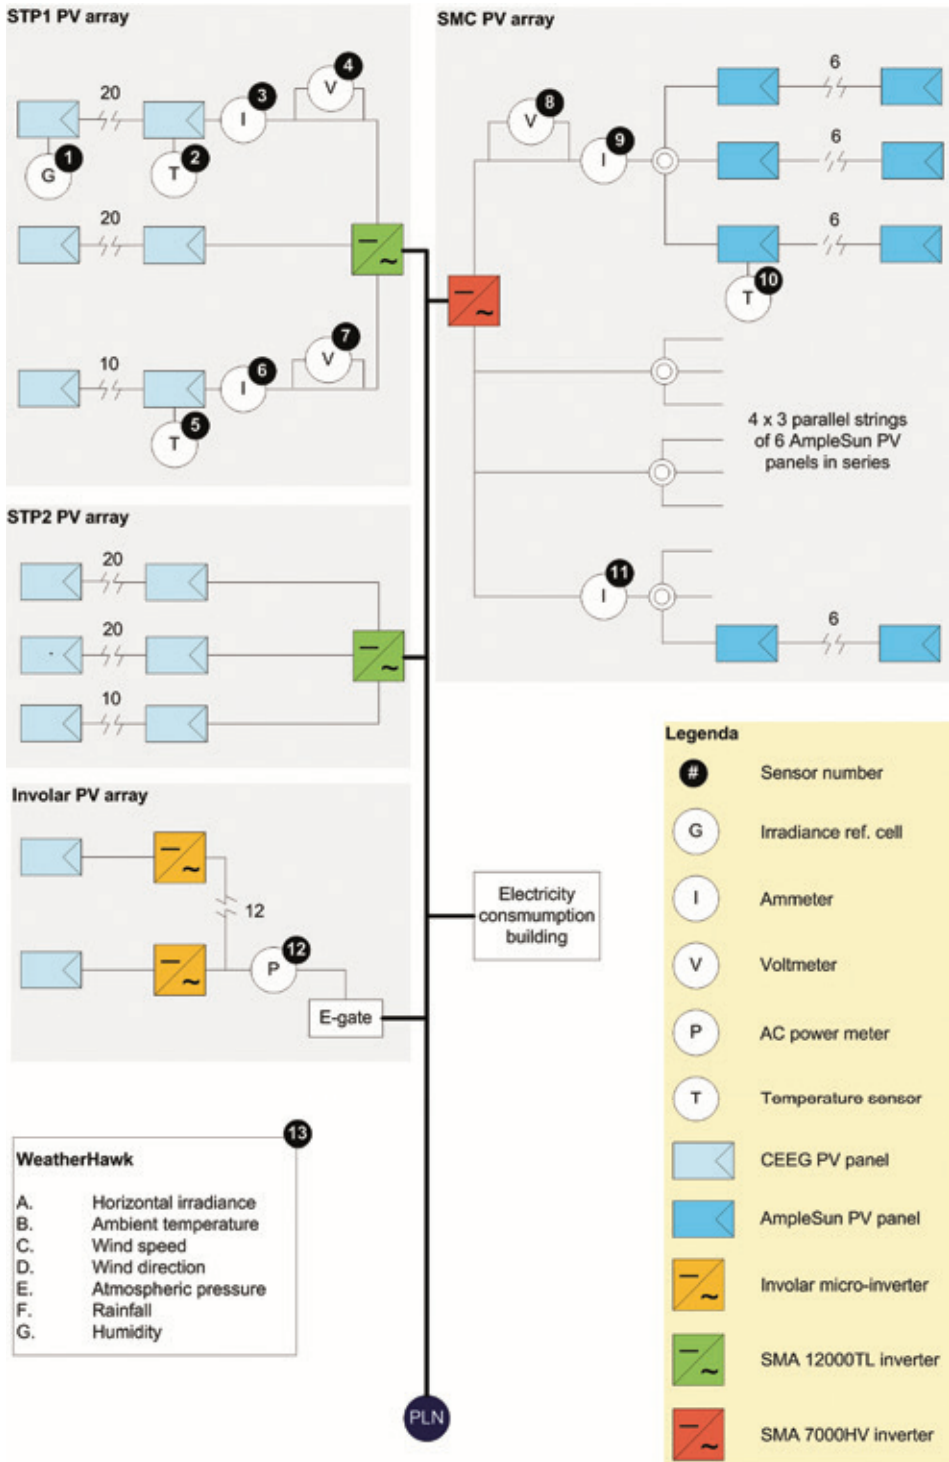 STP1 PV array
20
3
4
V
I
1
G
2
T
20
- ~
10
6
I
7
V
5
T
STP2 PV array
20
20
10
- ~
Involar PV array
- ~
12
- ~
12
P
E-gate
13
WeatherHawk
A. Horizontal irradiance
B. Ambient temperature
C. Wind speed
D. Wind direction
E. Atmospheric pressure
F. Rainfall
G. Humidity
SMC PV array
6
8
V
9
I
6
6
10
T
- ~
4 x 3 parallel strings
of 6 AmpleSun PV
panels in series
11
I
6
Electricity
consmumption
building
PLN
Legenda
# Sensor number
G Irradiance ref. cell
I Ammeter
V Voltmeter
P AC power meter
T Temperature sensor
CEEG PV panel
AmpleSun PV panel
- ~ Involar micro-inverter
- ~ SMA 12000TL inverter
- ~ SMA 7000HV inverter